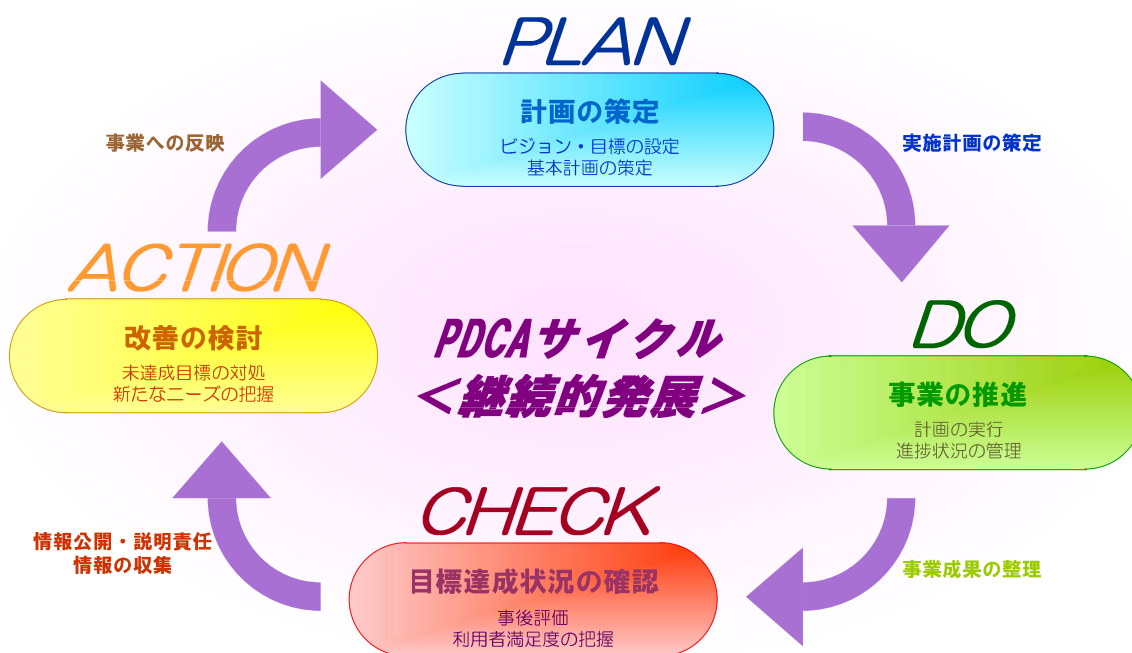 PLAN
計画の策定
ビジョン・目標の設定
基本計画の策定
事業への反映
実施計画の策定
ACTION
改善の検討
未達成目標の対処
新たなニーズの把握
PDCAサイクル
＜継続的発展＞
DO
事業の推進
計画の実行
進捗状況の管理
CHECK
目標達成状況の確認
事後評価
利用者満足度の把握
情報公開・説明責任
情報の収集
事業成果の整理